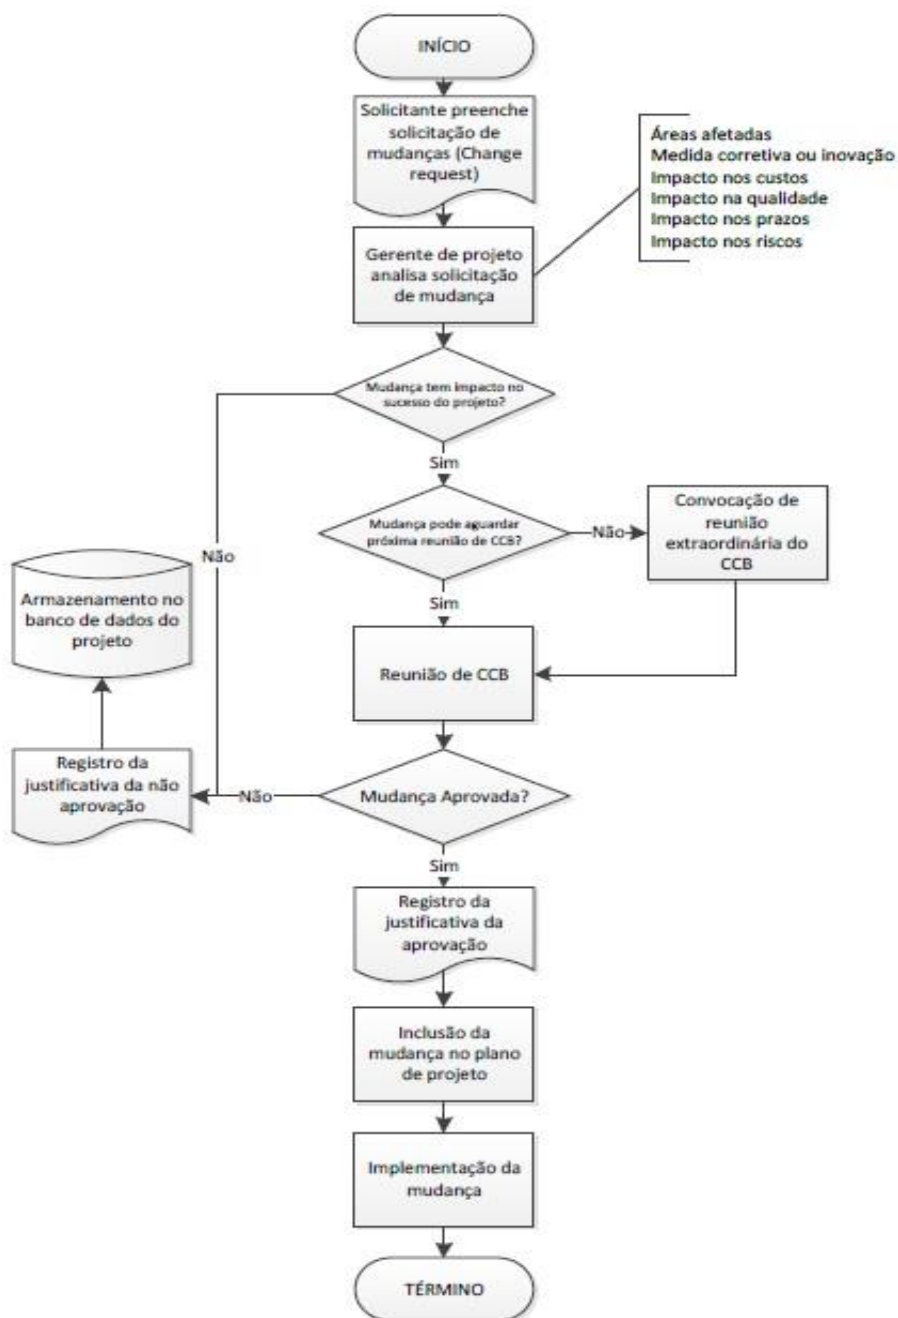 INÍCIO
Solicitante preenche
solicitação de
mudanças (Change
request)
Áreas afetadas
Medida corretiva ou inovação
Impacto nos custos
Impacto na qualidade
Impacto nos prazos
Impacto nos riscos
Gerente de projeto
analisa solicitação
de mudança
Mudança tem impacto no
sucesso do projeto?
Sim
Não
Mudança pode aguardar
próxima reunião de CCB?
Não
Convocação de
reunião
extraordinária do
CCB
Sim
Armazenamento no
banco de dados do
projeto
Reunião de CCB
Registro da
justificativa da não
aprovação
Não
Mudança Aprovada?
Sim
Registro da
justificativa da
aprovação
Inclusão da
mudança no plano
de projeto
Implementação da
mudança
TÉRMINO